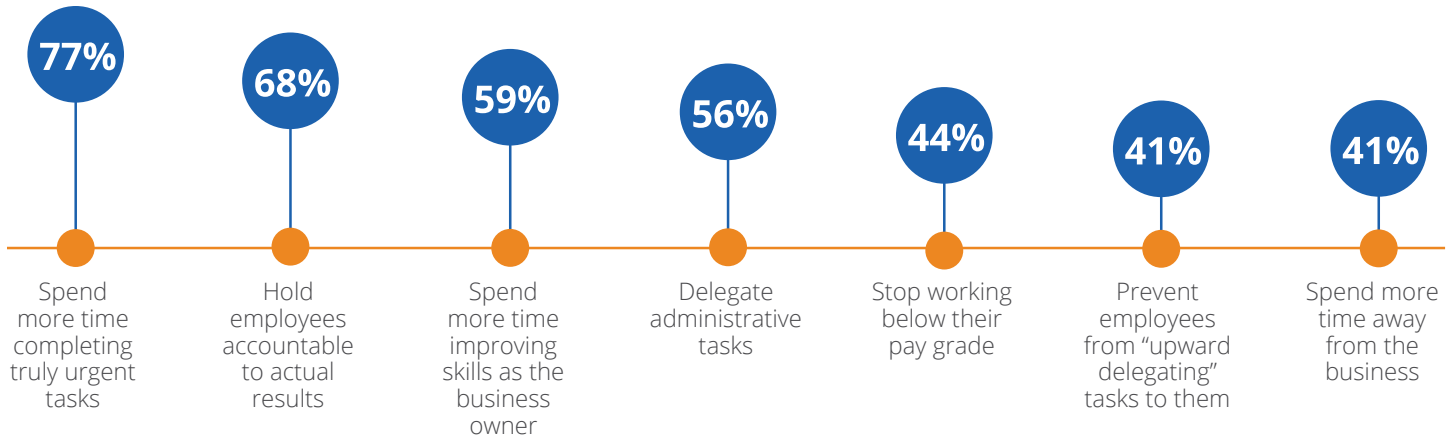 77%
68%
59%
56%
44%
41%
41%
Spend
more time
completing
truly urgent
tasks
Hold
employees
accountable
to actual
results
Spend
more time
improving
skills as the
business
owner
Delegate
administrative
tasks
Stop working
below their
pay grade
Prevent
employees
from “upward
delegating”
tasks to them
Spend more
time away
from the
business